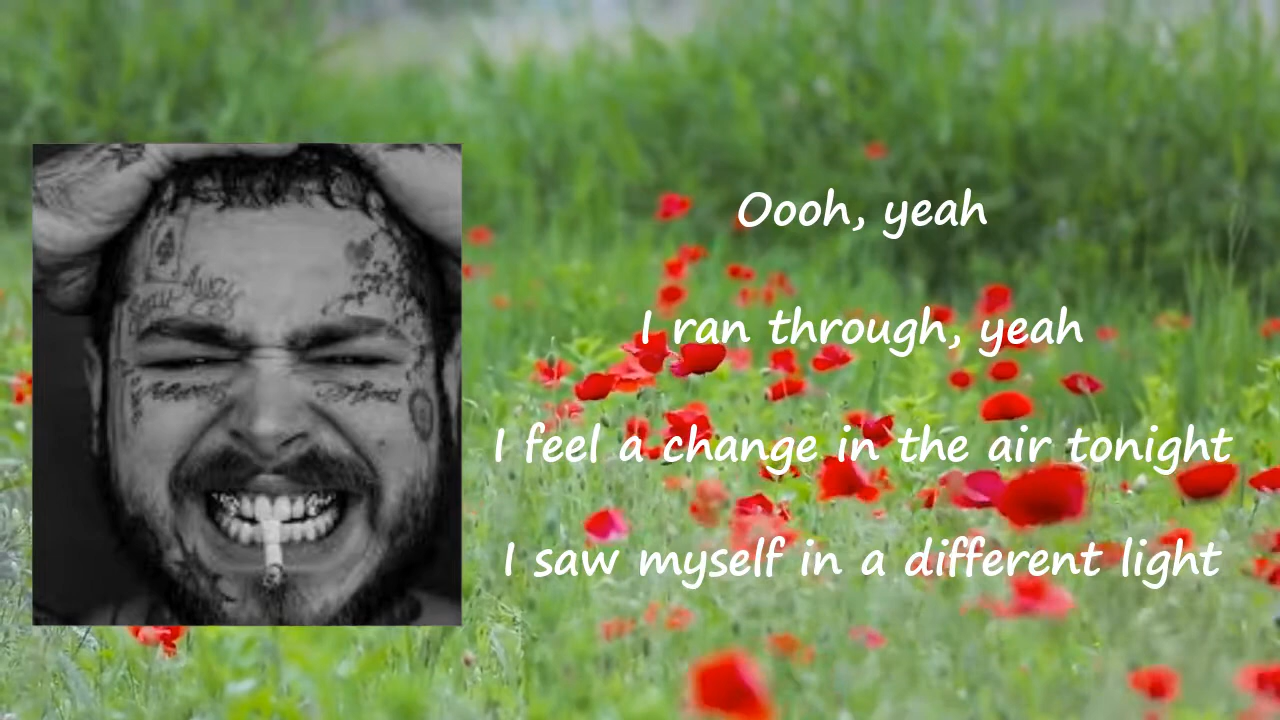 Oooh, yeah
I ran through, yeah
I feel a change in the air tonight
I saw myself in a different light